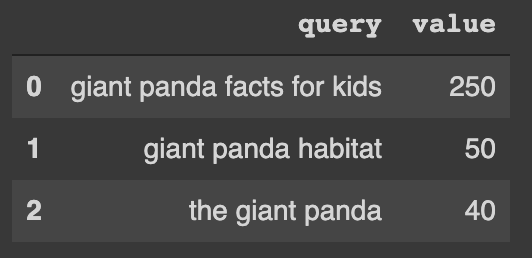 query value
0 giant panda facts for kids 250
1 giant panda habitat 50
2 the giant panda 40